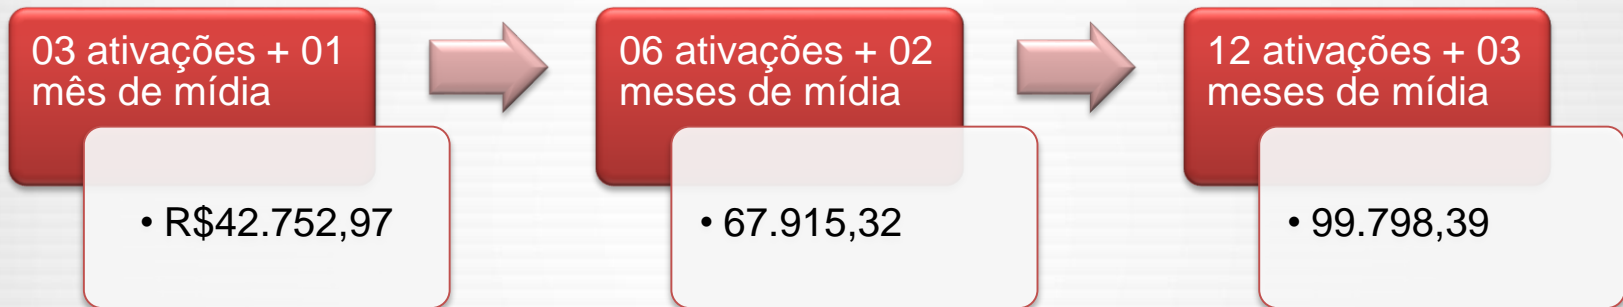 03 ativações + 01
mês de mídia
• R$42.752,97
06 ativações + 02
meses de mídia
• 67.915,32
12 ativações + 03
meses de mídia
• 99.798,39